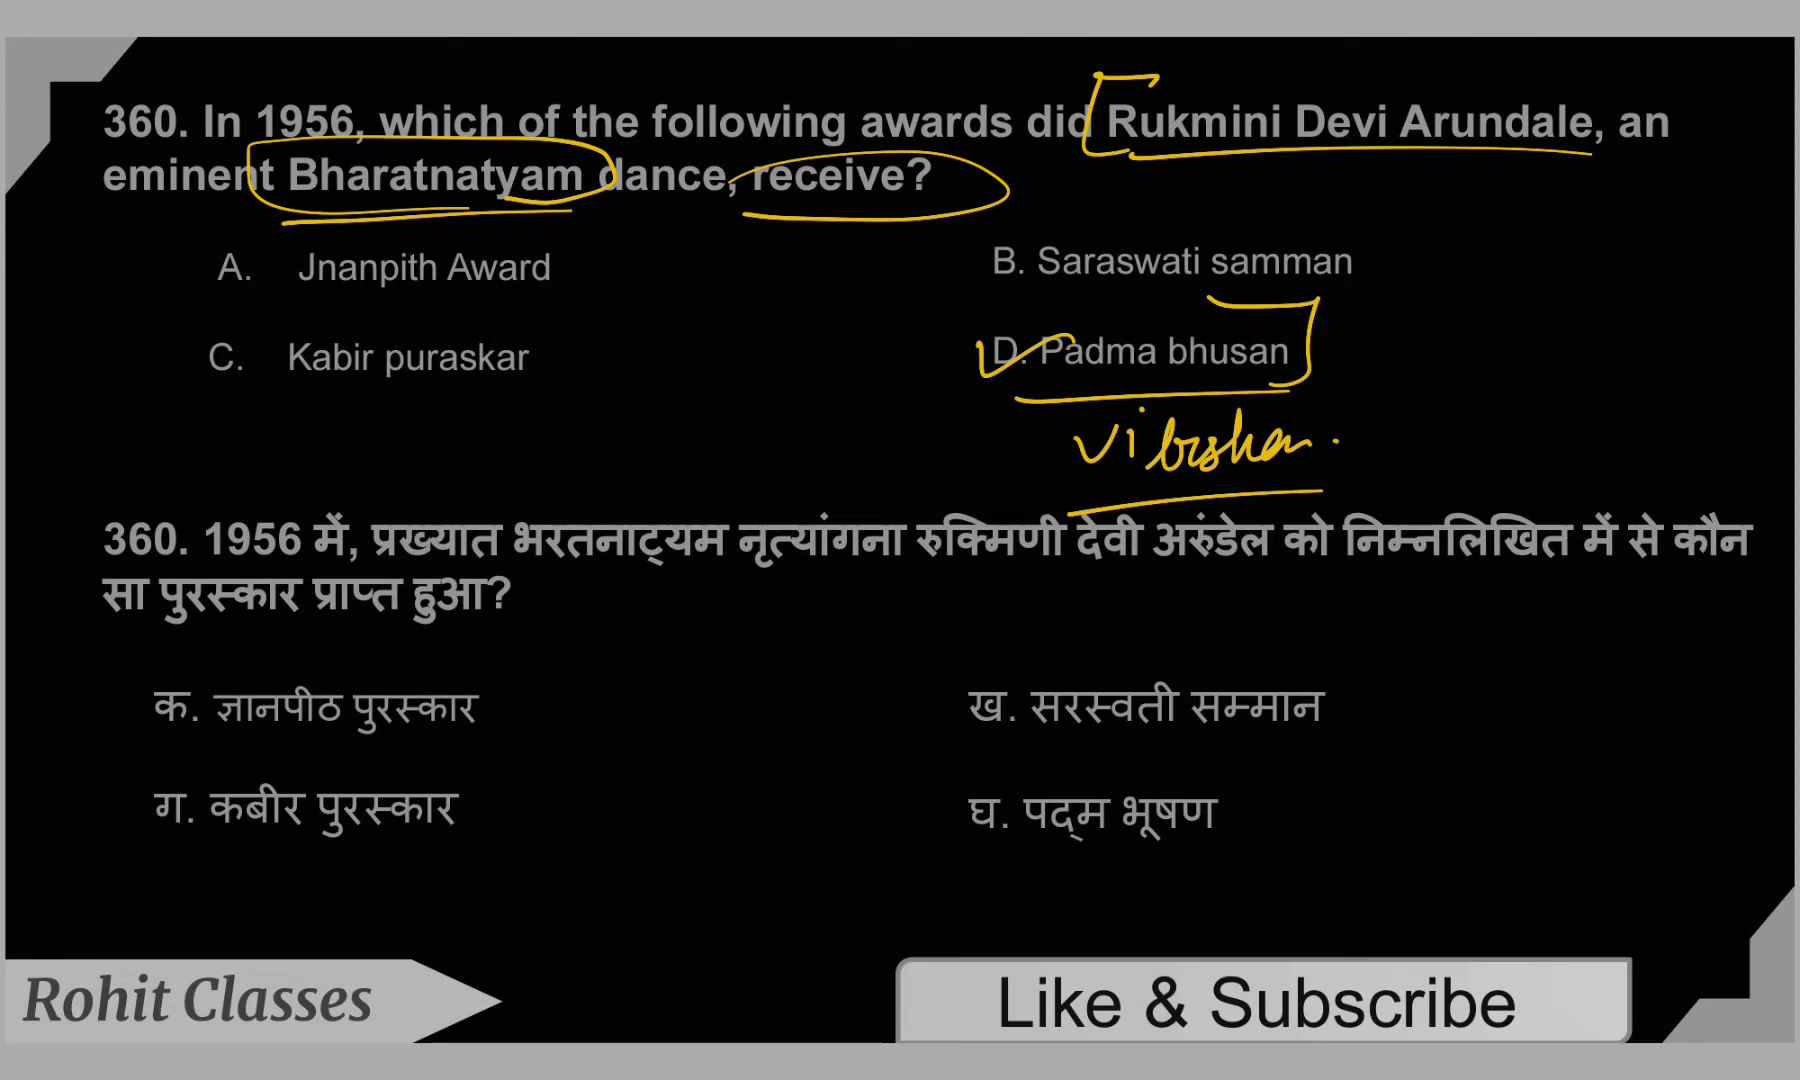 360. In 1956, which of the following awards did Rukmini Devi Arundale, an
eminent Bharatnatyam dance, receive?
A. Jnanpith Award
B. Saraswati samman
C. Kabir puraskar
D. Padma bhusan
vibushan.
360. 1956 में, प्रख्यात भरतनाट्यम नृत्यांगना रुक्मिणी देवी अरुंडेल को निम्नलिखित में से कौन
सा पुरस्कार प्राप्त हुआ?
क. ज्ञानपीठ पुरस्कार
ख. सरस्वती सम्मान
ग. कबीर पुरस्कार
घ. पद्म भूषण
Rohit Classes
Like & Subscribe